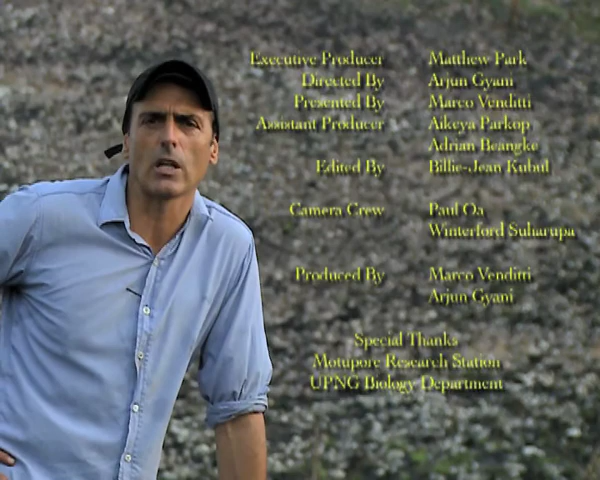 Executive Producer Matthew Park
Directed By Arjun Gyani
Presented By Marco Venditti
Assistant Producer Aikeya Parkop
Adrian Beangke
Edited By Billie-Jean Kubul
Camera Crew Paul Oa
Winterford Suharupa
Produced By Marco Venditti
Arjun Gyani
Special Thanks
Motupore Research Station
UPNG Biology Department